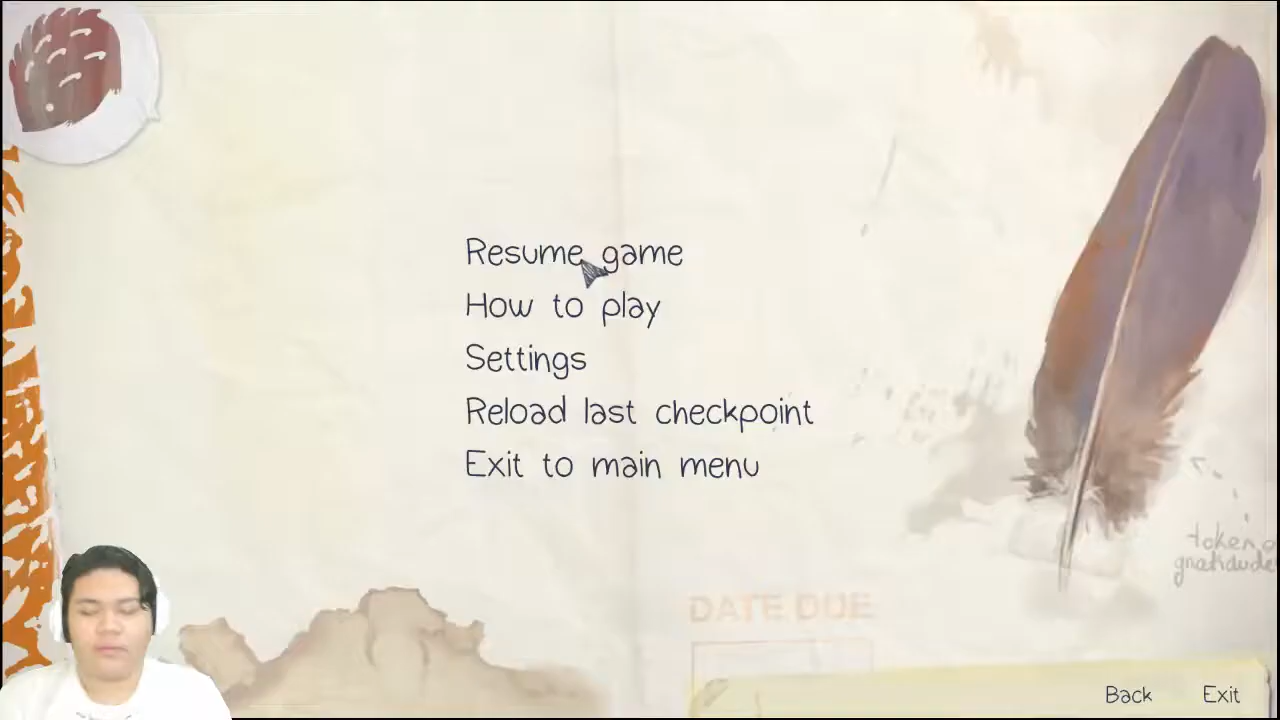 Resume game
How to play
Settings
Reload last checkpoint
Exit to main menu
DATE DUE
Back Exit